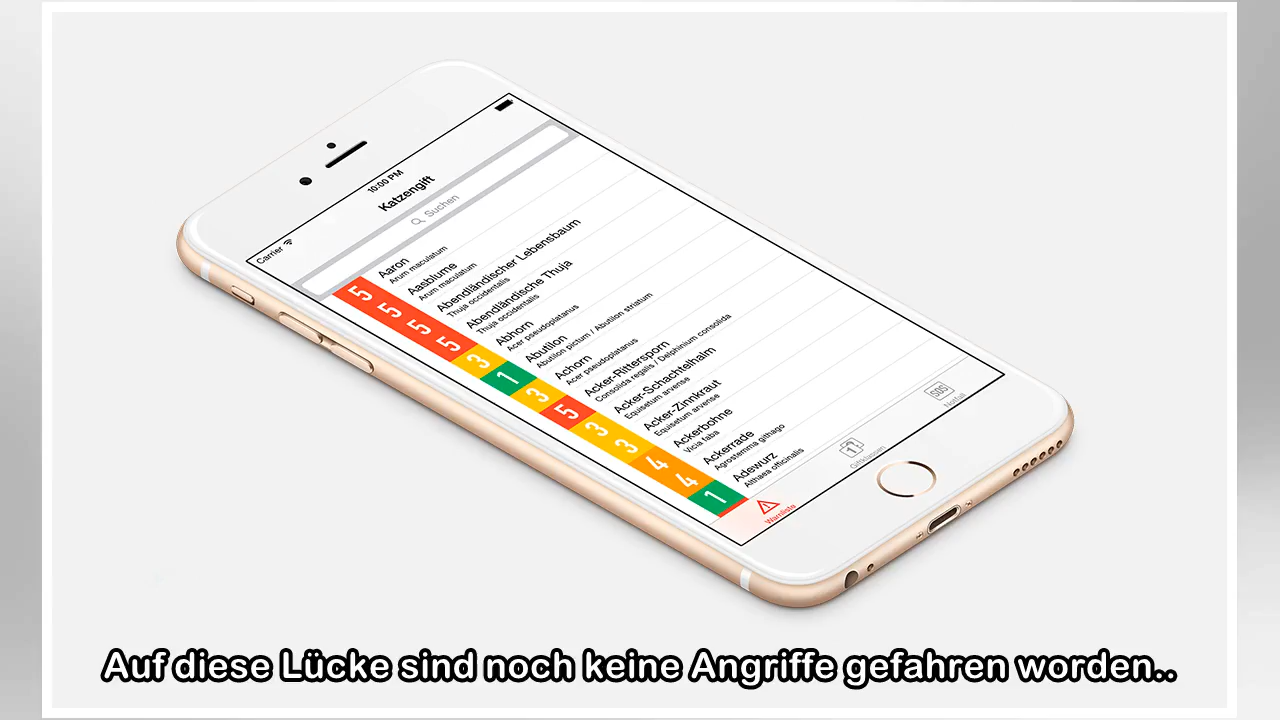 Carrier
10:00 PM
Katzengift
Suchen
5
Aaron
Arum maculatum
5
Aasblume
Arum maculatum
5
Abendländischer Lebensbaum
Thuja occidentalis
5
Abendländische Thuja
Thuja occidentalis
3
Abhorn
Acer pseudoplatanus
1
Abutilon
Abutilon pictum / Abutilon striatum
3
Achorn
Acer pseudoplatanus
5
Acker-Rittersporn
Consolida regalis / Delphinium consolida
3
Acker-Schachtelhalm
Equisetum arvense
3
Acker-Zinnkraut
Equisetum arvense
4
Ackerbohne
Vicia faba
4
Ackerrade
Agrostemma githago
1
Adewurz
Althaea officinalis
Warnliste
1
Giftklassen
SOS
Notfall
Auf diese Lücke sind noch keine Angriffe gefahren worden..